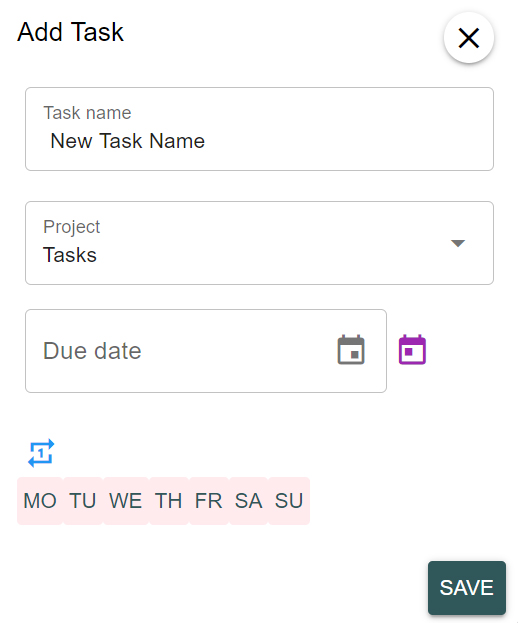 Add Task
Task name
New Task Name
Project
Tasks
Due date
1
MO TU WE TH FR SA SU
SAVE